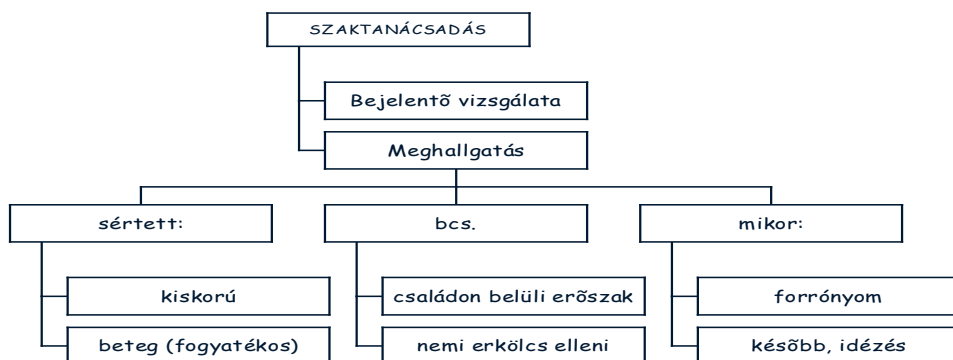 SZAKTANÁCSADÁS
Bejelentõ vizsgálata
Meghallgatás
sértett:
kiskorú
beteg (fogyatékos)
bcs.
családon belüli erõszak
nemi erkölcs elleni
mikor:
forrónyom
késõbb, idézés